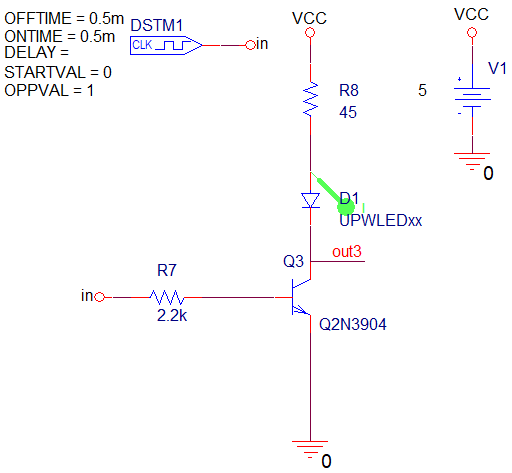 OFFTIME = 0.5m
ONTIME = 0.5m
DELAY =
STARTVAL = 0
OPPVAL = 1
DSTM1
CLK
in
VCC
R8
45
D1
UPWLEDxx
out3
Q3
Q2N3904
R7
2.2k
in
0
VCC
V1
5
+
-
0